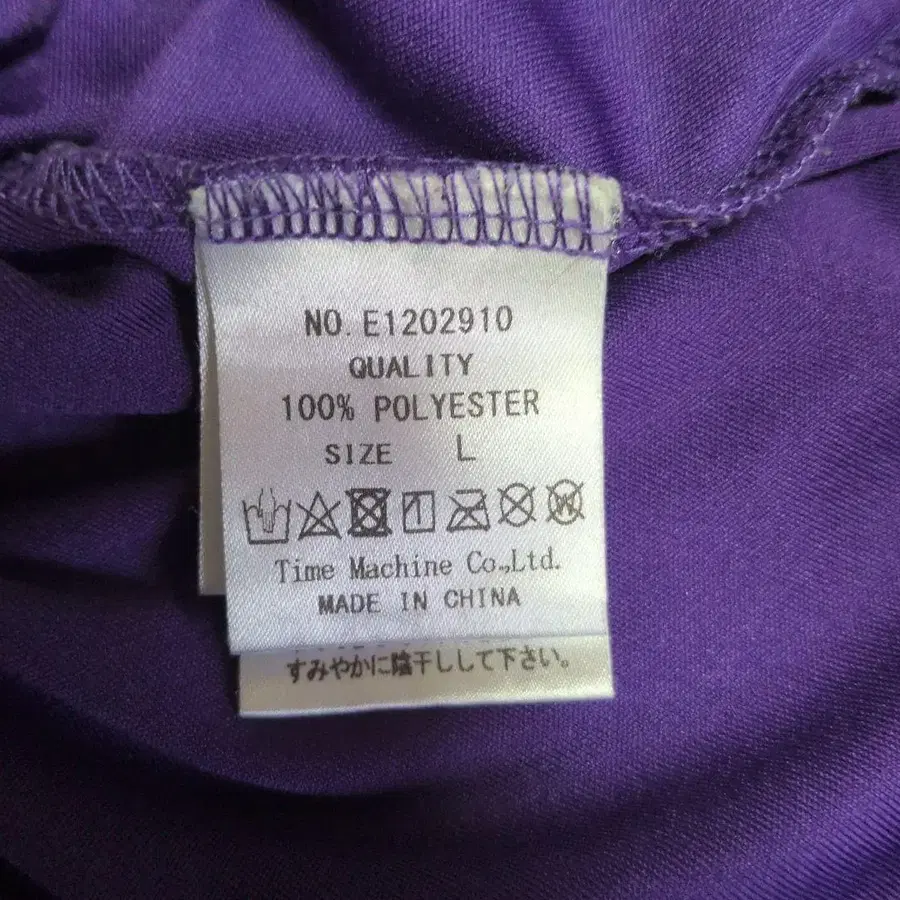 NO. E1202910
QUALITY
100% POLYESTER
SIZE L
Time Machine Co.,Ltd.
MADE IN CHINA
すみやかに陰干しして下さい。